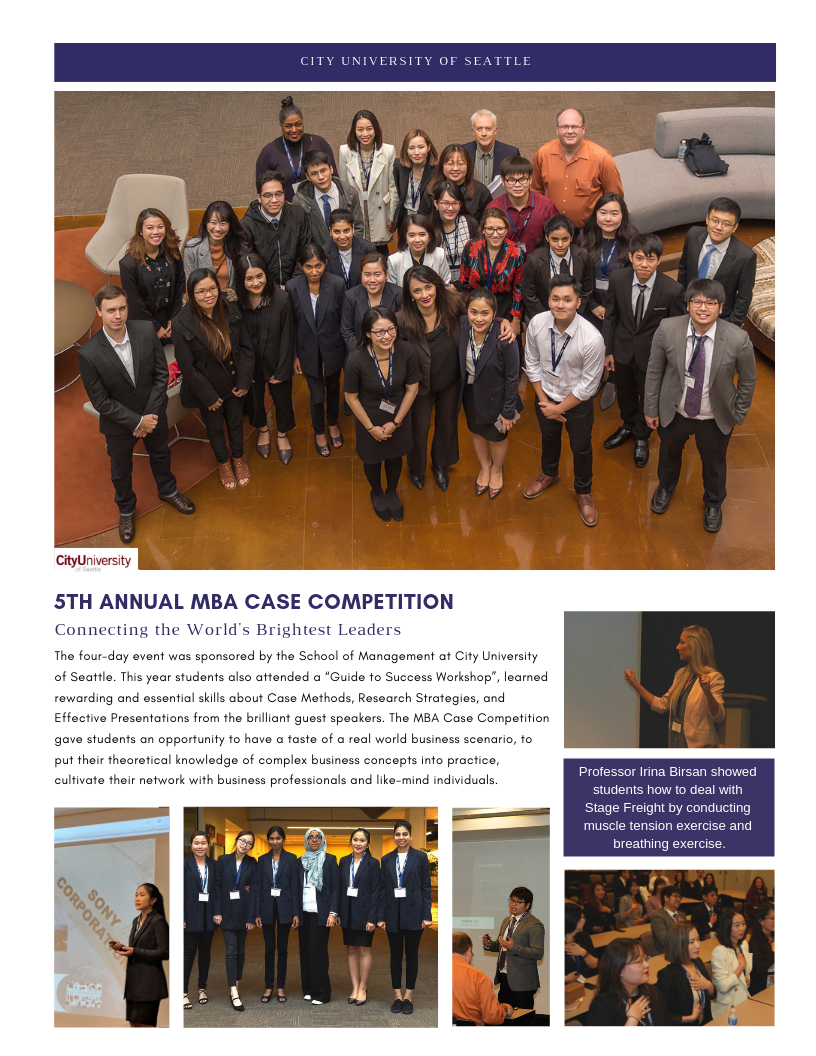 CITY UNIVERSITY OF SEATTLE
CityUniversity
of Seattle
5TH ANNUAL MBA CASE COMPETITION
Connecting the World's Brightest Leaders
The four-day event was sponsored by the School of Management at City University
of Seattle. This year students also attended a “Guide to Success Workshop”, learned
rewarding and essential skills about Case Methods, Research Strategies, and
Effective Presentations from the brilliant guest speakers. The MBA Case Competition
gave students an opportunity to have a taste of a real world business scenario, to
put their theoretical knowledge of complex business concepts into practice,
cultivate their network with business professionals and like-mind individuals.
Professor Irina Birsan showed
students how to deal with
Stage Freight by conducting
muscle tension exercise and
breathing exercise.
SONY